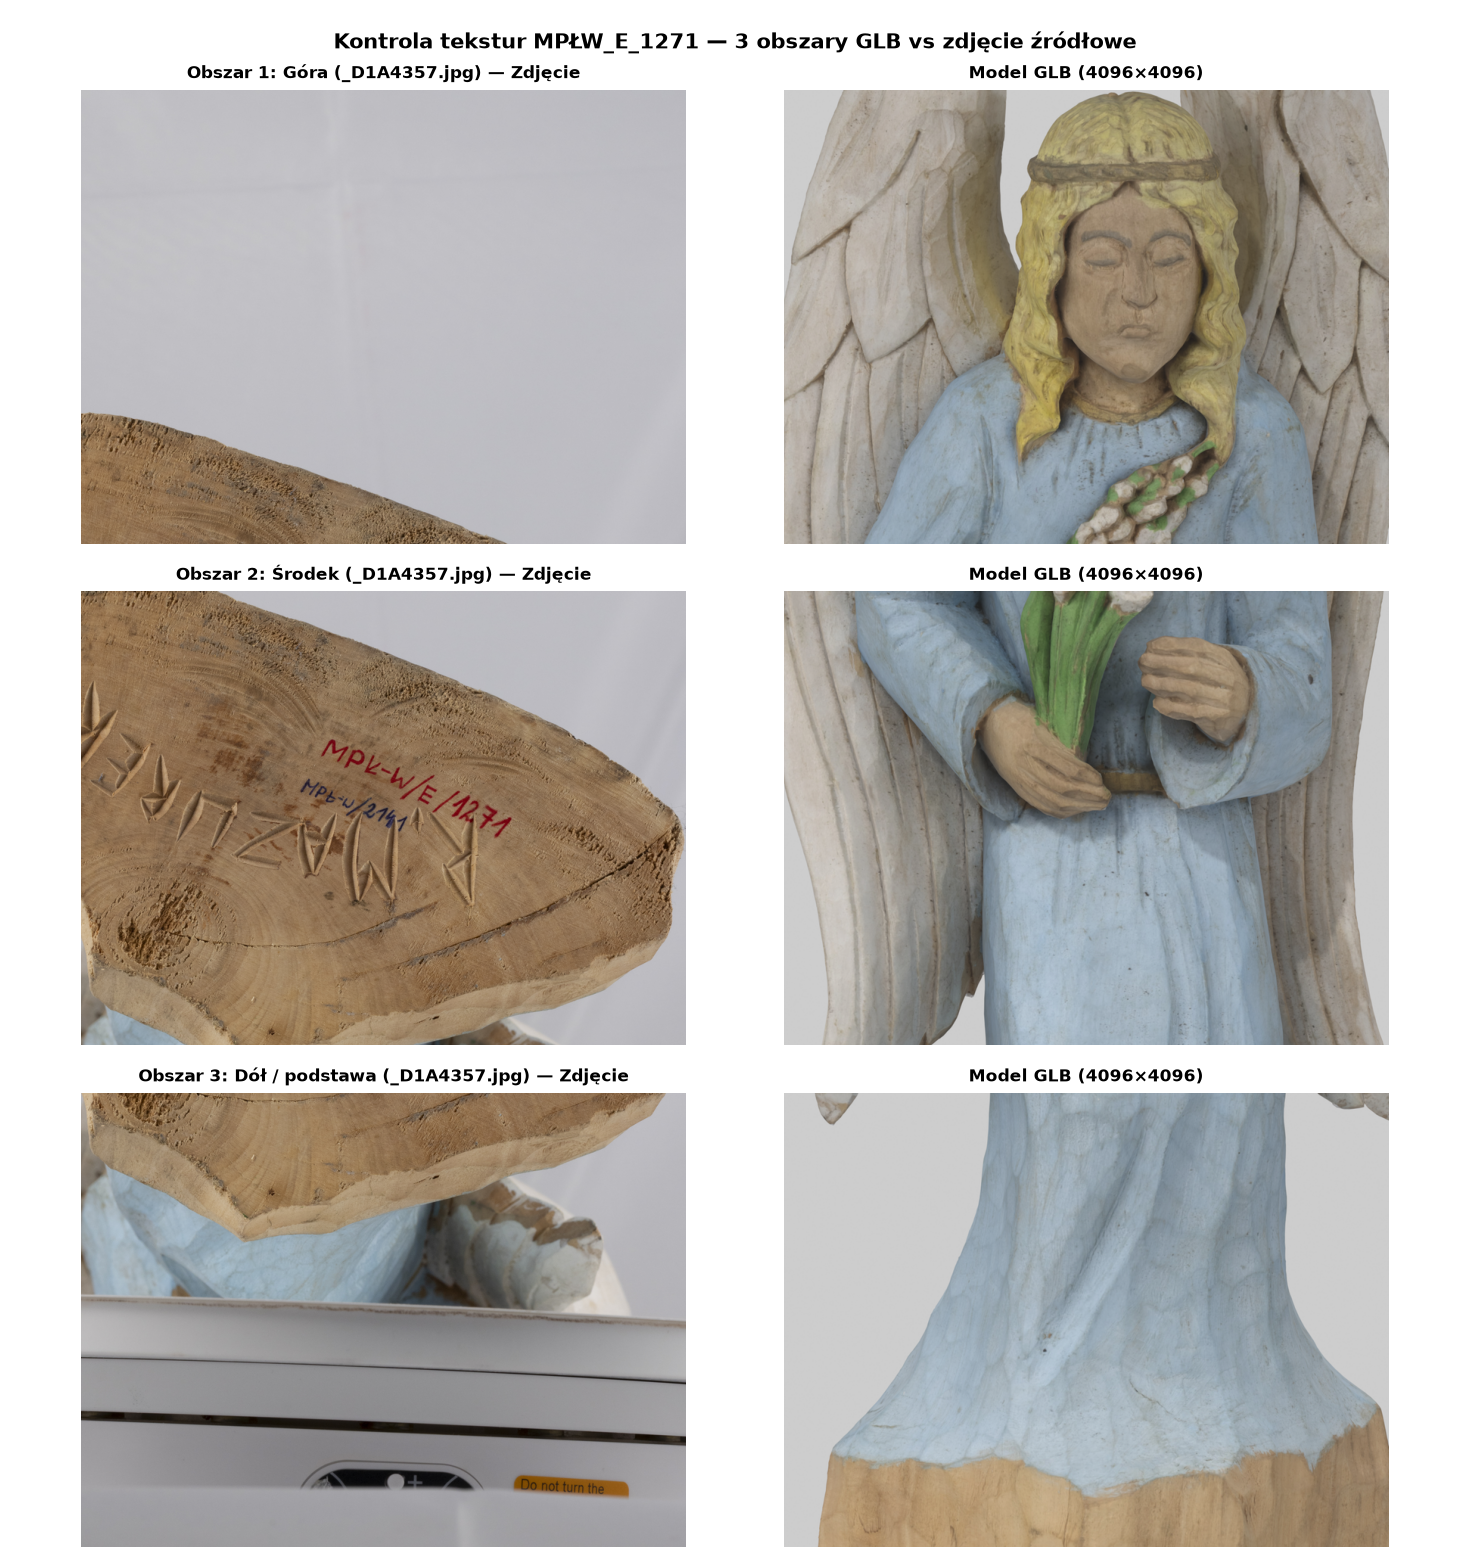 Kontrola tekstur MPŁW_E_1271 — 3 obszary GLB vs zdjęcie źródłowe
Obszar 1: Góra (_D1A4357.jpg) — Zdjęcie
Model GLB (4096×4096)
Obszar 2: Środek (_D1A4357.jpg) — Zdjęcie
Model GLB (4096×4096)
MPŁ-W/E/1271
MPŁ-W/2141
R. MAZUREK
Obszar 3: Dół / podstawa (_D1A4357.jpg) — Zdjęcie
Model GLB (4096×4096)
Do not turn the